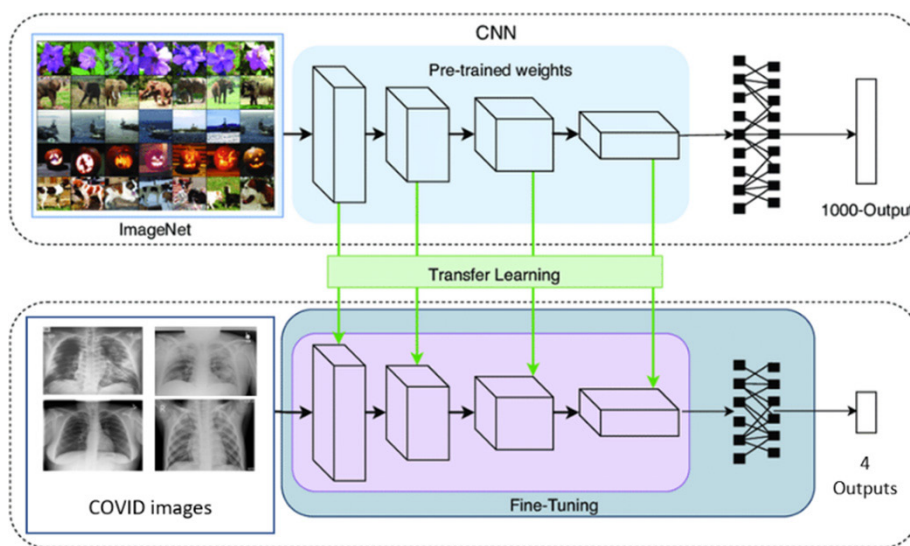 CNN
Pre-trained weights
ImageNet
1000-Output
Transfer Learning
COVID images
Fine-Tuning
4
Outputs